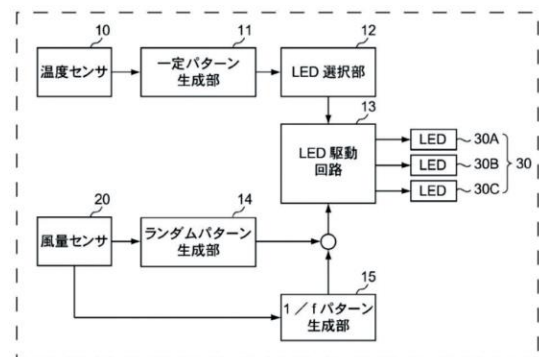 10
温度センサ
11
一定パターン
生成部
12
LED 選択部
13
LED 駆動
回路
LED 30A
LED 30B 30
LED 30C
20
風量センサ
14
ランダムパターン
生成部
15
1/fパターン
生成部